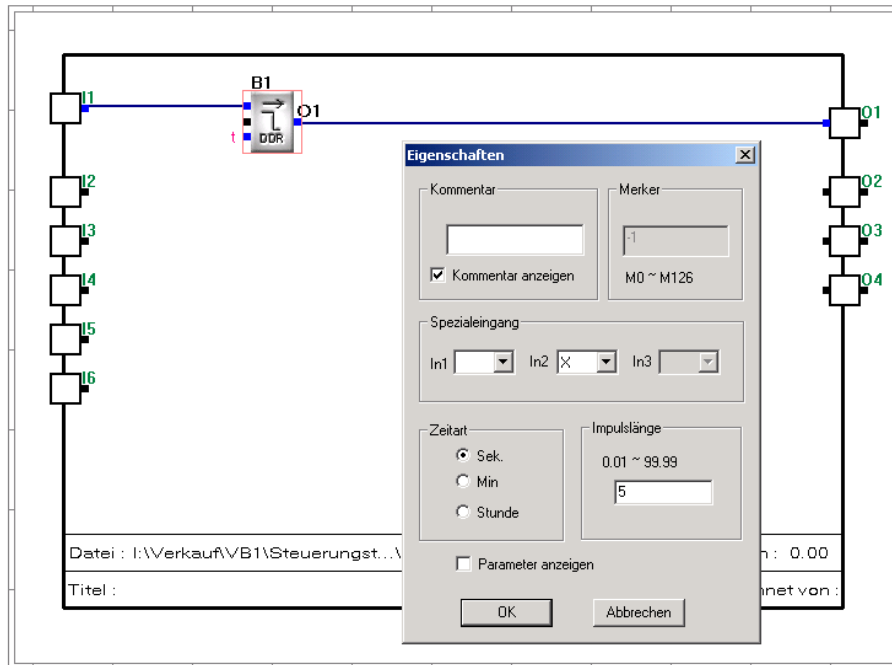 B1
I1
O1
O1
t
DDR
I2
O2
I3
O3
I4
O4
I5
I6
Eigenschaften
Kommentar
Merker
-1
Kommentar anzeigen
M0 ~ M126
Spezialeingang
In1
In2 X
In3
Zeitart
Impulslänge
Sek.
0.01 ~ 99.99
Min
5
Stunde
Parameter anzeigen
OK
Abbrechen
Datei : I:\Verkauf\VB1\Steuerungst...\
n : 0.00
Titel :
hnet von :